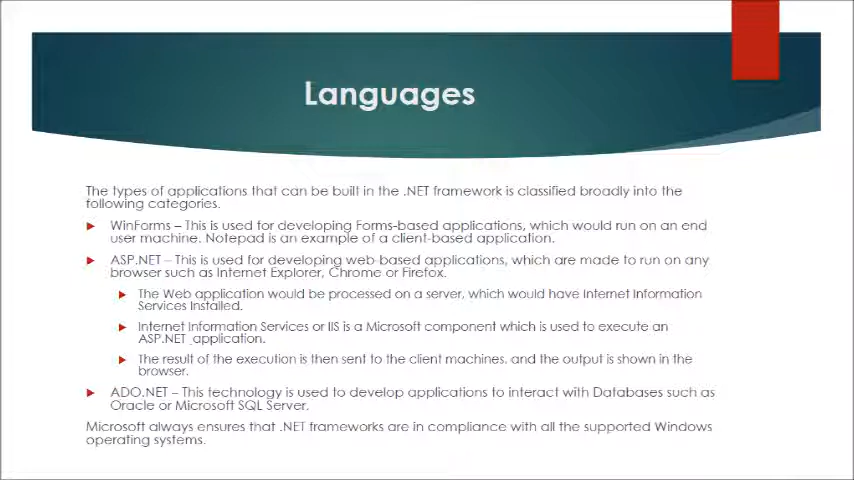 Languages
The types of applications that can be built in the .NET framework is classified broadly into the
following categories.
WinForms – This is used for developing Forms-based applications, which would run on an end
user machine. Notepad is an example of a client-based application.
ASP.NET – This is used for developing web-based applications, which are made to run on any
browser such as Internet Explorer, Chrome or Firefox.
The Web application would be processed on a server, which would have Internet Information
Services Installed.
Internet Information Services or IIS is a Microsoft component which is used to execute an
ASP.NET application.
The result of the execution is then sent to the client machines, and the output is shown in the
browser.
ADO.NET – This technology is used to develop applications to interact with Databases such as
Oracle or Microsoft SQL Server.
Microsoft always ensures that .NET frameworks are in compliance with all the supported Windows
operating systems.